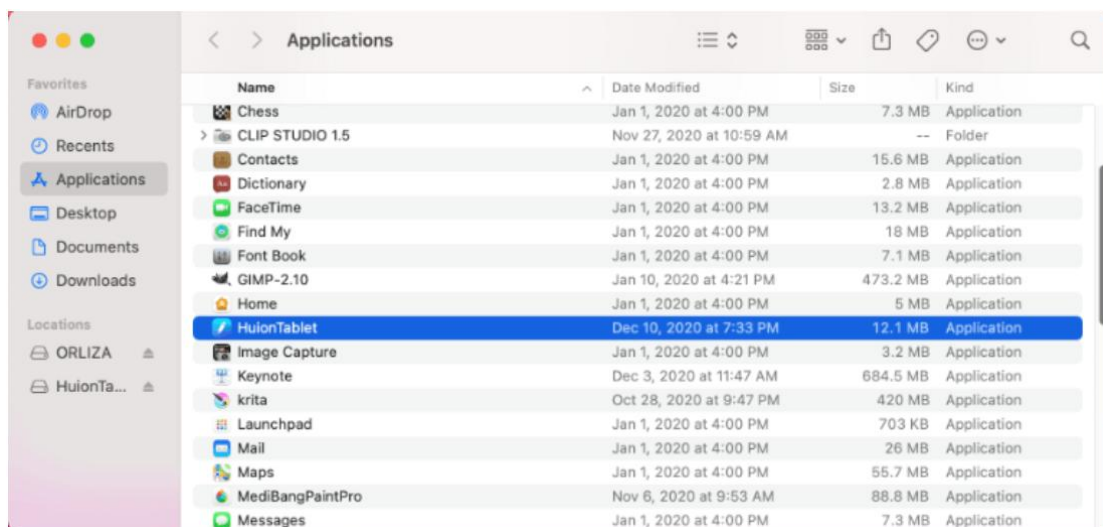 Applications
Favorites
AirDrop
Recents
Applications
Desktop
Documents
Downloads
Locations
ORLIZA
HuionTa...
Name Date Modified Size Kind
Chess Jan 1, 2020 at 4:00 PM 7.3 MB Application
CLIP STUDIO 1.5 Nov 27, 2020 at 10:59 AM -- Folder
Contacts Jan 1, 2020 at 4:00 PM 15.6 MB Application
Dictionary Jan 1, 2020 at 4:00 PM 2.8 MB Application
FaceTime Jan 1, 2020 at 4:00 PM 13.2 MB Application
Find My Jan 1, 2020 at 4:00 PM 18 MB Application
Font Book Jan 1, 2020 at 4:00 PM 7.1 MB Application
GIMP-2.10 Jan 10, 2020 at 4:21 PM 473.2 MB Application
Home Jan 1, 2020 at 4:00 PM 5 MB Application
HuionTablet Dec 10, 2020 at 7:33 PM 12.1 MB Application
Image Capture Jan 1, 2020 at 4:00 PM 3.2 MB Application
Keynote Dec 3, 2020 at 11:47 AM 684.5 MB Application
krita Oct 28, 2020 at 9:47 PM 420 MB Application
Launchpad Jan 1, 2020 at 4:00 PM 703 KB Application
Mail Jan 1, 2020 at 4:00 PM 26 MB Application
Maps Jan 1, 2020 at 4:00 PM 55.7 MB Application
MediBangPaintPro Nov 6, 2020 at 9:53 AM 88.8 MB Application
Messages Jan 1, 2020 at 4:00 PM 7.3 MB Application